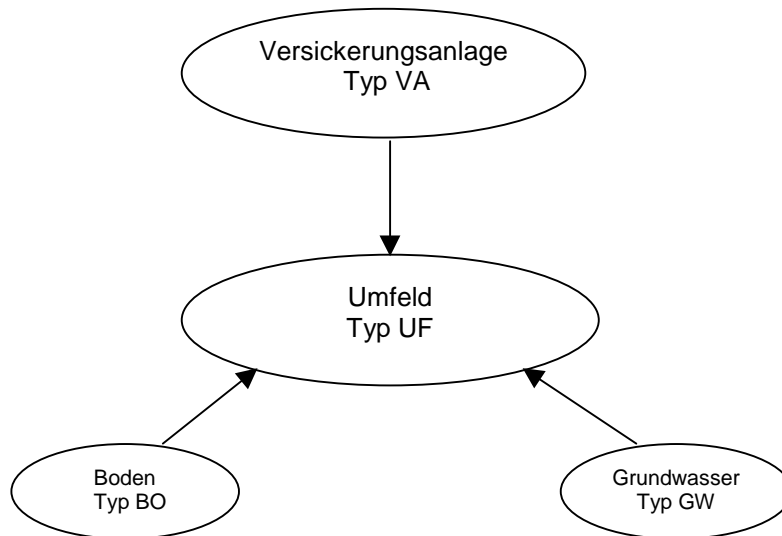 Versickerungsanlage
Typ VA
Umfeld
Typ UF
Boden
Typ BO
Grundwasser
Typ GW